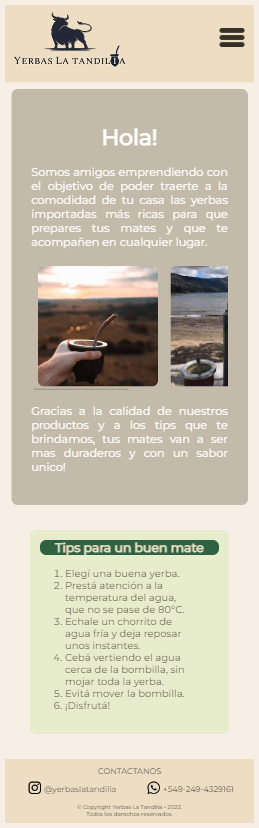 YERBAS LA TANDILIA
Hola!
Somos amigos emprendiendo con
el objetivo de poder traerte a la
comodidad de tu casa las yerbas
importadas más ricas para que
prepares tus mates y que te
acompañen en cualquier lugar.
Gracias a la calidad de nuestros
productos y a los tips que te
brindamos, tus mates van a ser
mas duraderos y con un sabor
unico!
Tips para un buen mate
1. Elegí una buena yerba.
2. Prestá atención a la
temperatura del agua,
que no se pase de 80°C.
3. Echale un chorrito de
agua fría y deja reposar
unos instantes.
4. Cebá vertiendo el agua
cerca de la bombilla, sin
mojar toda la yerba.
5. Evitá mover la bombilla.
6. ¡Disfrutá!
CONTACTANOS
@yerbaslatandilia +549-249-4329161
© Copyright Yerbas La Tandilia - 2022.
Todos los derechos reservados.